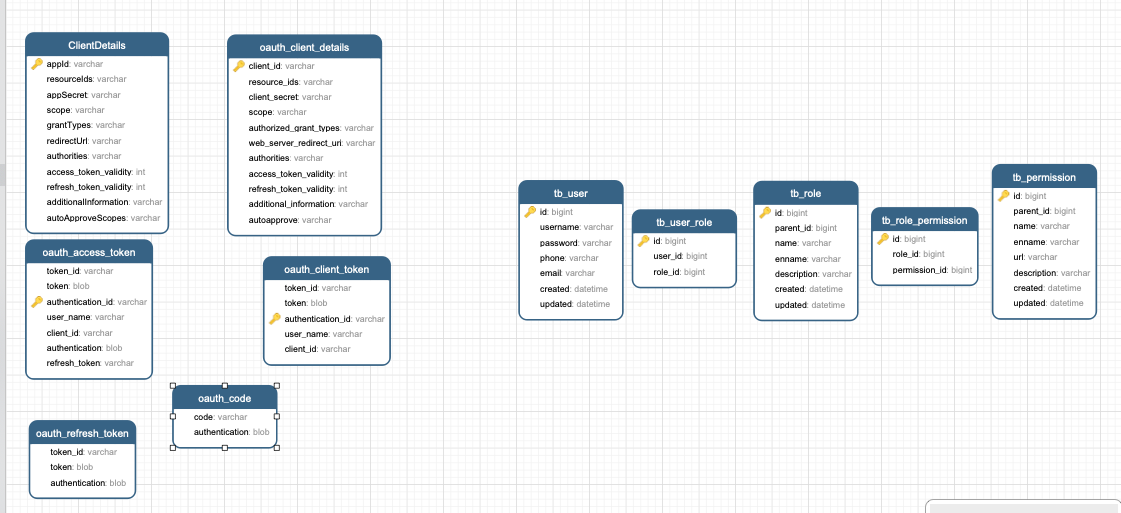 ClientDetails
appId: varchar
resourceIds: varchar
appSecret: varchar
scope: varchar
grantTypes: varchar
redirectUrl: varchar
authorities: varchar
access_token_validity: int
refresh_token_validity: int
additionalInformation: varchar
autoApproveScopes: varchar
oauth_client_details
client_id: varchar
resource_ids: varchar
client_secret: varchar
scope: varchar
authorized_grant_types: varchar
web_server_redirect_uri: varchar
authorities: varchar
access_token_validity: int
refresh_token_validity: int
additional_information: varchar
autoapprove: varchar
oauth_access_token
token_id: varchar
token: blob
authentication_id: varchar
user_name: varchar
client_id: varchar
authentication: blob
refresh_token: varchar
oauth_client_token
token_id: varchar
token: blob
authentication_id: varchar
user_name: varchar
client_id: varchar
oauth_code
code: varchar
authentication: blob
oauth_refresh_token
token_id: varchar
token: blob
authentication: blob
tb_user
id: bigint
username: varchar
password: varchar
phone: varchar
email: varchar
created: datetime
updated: datetime
tb_user_role
id: bigint
user_id: bigint
role_id: bigint
tb_role
id: bigint
parent_id: bigint
name: varchar
enname: varchar
description: varchar
created: datetime
updated: datetime
tb_role_permission
id: bigint
role_id: bigint
permission_id: bigint
tb_permission
id: bigint
parent_id: bigint
name: varchar
enname: varchar
url: varchar
description: varchar
created: datetime
updated: datetime